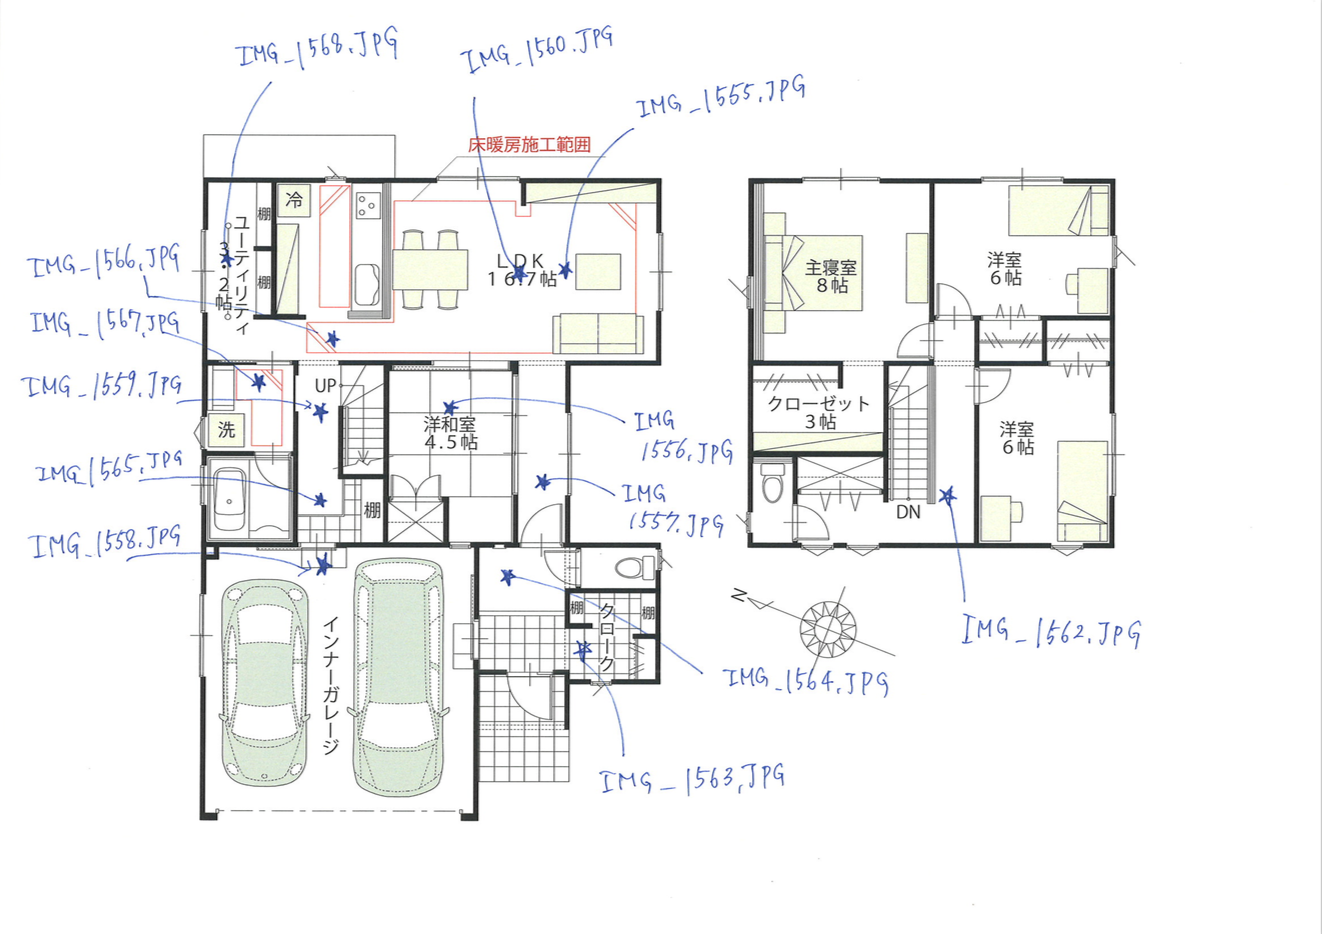 IMG_1568.JPG
IMG_1560.JPG
IMG_1555.JPG
床暖房施工範囲
冷
棚
ユーティリティ
3.2帖
棚
LDK
16.7帖
主寝室
8帖
洋室
6帖
IMG_1566.JPG
IMG_1567.JPG
IMG_1559.JPG
UP
洗
洋和室
4.5帖
IMG
1556.JPG
クローゼット
3帖
洋室
6帖
IMG_1565.JPG
棚
IMG
1557.JPG
DN
IMG_1558.JPG
インナーガレージ
棚
クローク
棚
N
IMG_1562.JPG
IMG_1564.JPG
IMG_1563.JPG